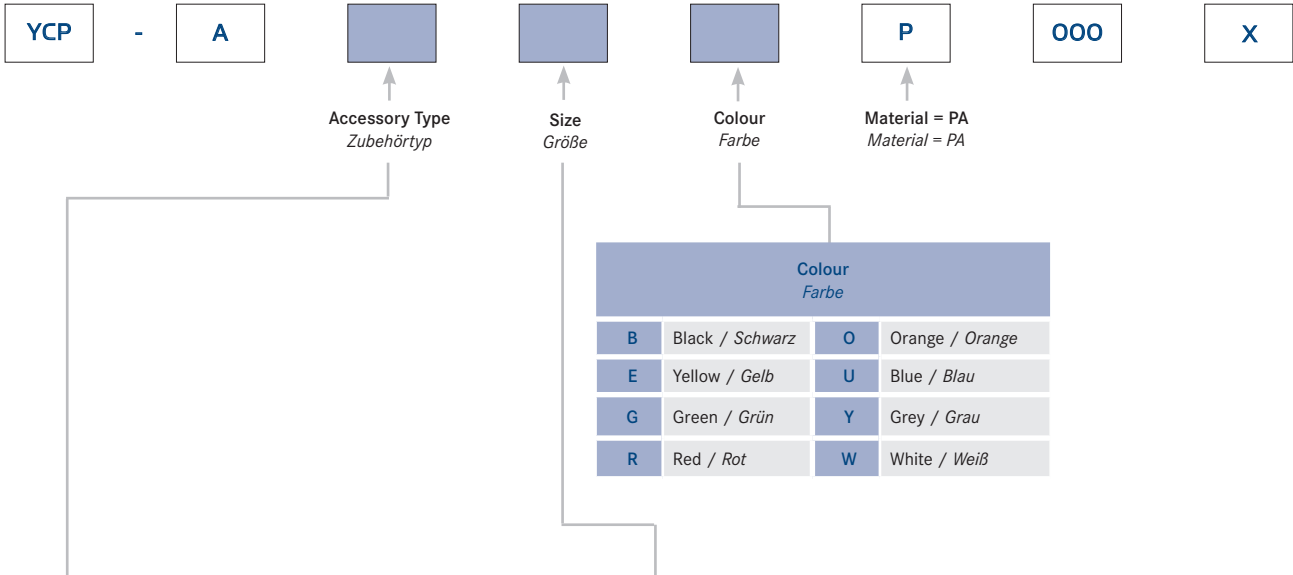 YCP - A P 000 X
Accessory Type Size Colour Material = PA
Zubehörtyp Größe Farbe Material = PA
Colour
Farbe
B Black / Schwarz O Orange / Orange
E Yellow / Gelb U Blue / Blau
G Green / Grün Y Grey / Grau
R Red / Rot W White / Weiß